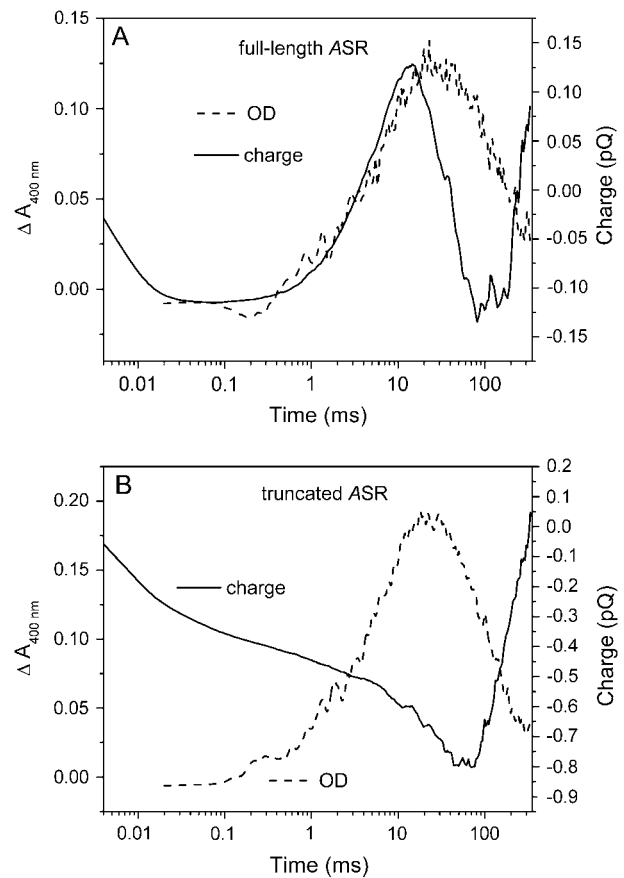 A
full-length ASR
OD
charge
0.15
0.10
0.05
0.00
Δ A400 nm
0.15
0.10
0.05
0.00
-0.05
-0.10
-0.15
Charge (pQ)
0.01 0.1 1 10 100
Time (ms)
B
truncated ASR
charge
OD
0.20
0.15
0.10
0.05
0.00
Δ A400 nm
0.2
0.1
0.0
-0.1
-0.2
-0.3
-0.4
-0.5
-0.6
-0.7
-0.8
-0.9
Charge (pQ)
0.01 0.1 1 10 100
Time (ms)